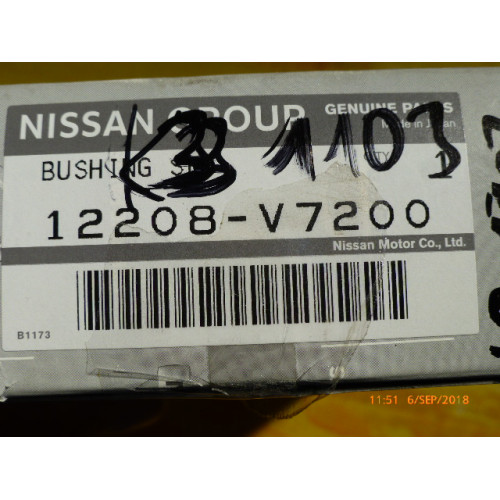 NISSAN GROUP GENUINE PARTS
Made in Japan
BUSHING
1103
1
12208-V7200
Nissan Motor Co., Ltd.
B1173
11:51 6/SEP/2018